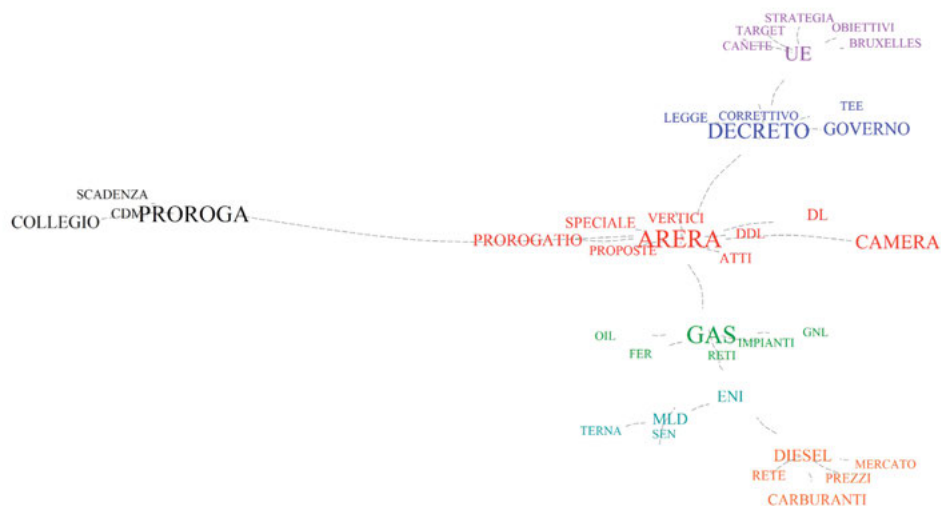 STRATEGIA
TARGET
OBIETTIVI
CAÑETE
BRUXELLES
UE
TEE
LEGGE
CORRETTIVO
DECRETO
GOVERNO
SCADENZA
COLLEGIO
CDM
PROROGA
SPECIALE
VERTICI
DL
PROROGATIO
ARERA
DDL
CAMERA
PROPOSTE
ATTI
OIL
GAS
GNL
FER
RETI
IMPIANTI
ENI
TERNA
MLD
SEN
DIESEL
MERCATO
RETE
PREZZI
CARBURANTI